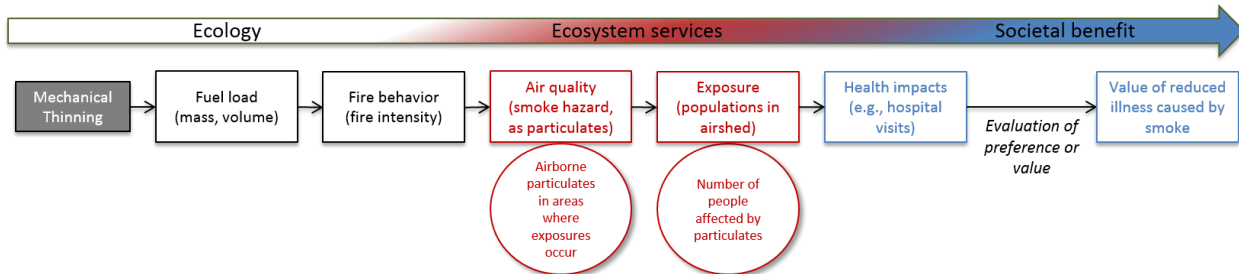 Ecology
Ecosystem services
Societal benefit
Mechanical
Thinning
Fuel load
(mass, volume)
Fire behavior
(fire intensity)
Air quality
(smoke hazard,
as particulates)
Exposure
(populations in
airshed)
Health impacts
(e.g., hospital
visits)
Evaluation of
preference or
value
Value of reduced
illness caused by
smoke
Airborne
particulates
in areas
where
exposures
occur
Number of
people
affected by
particulates